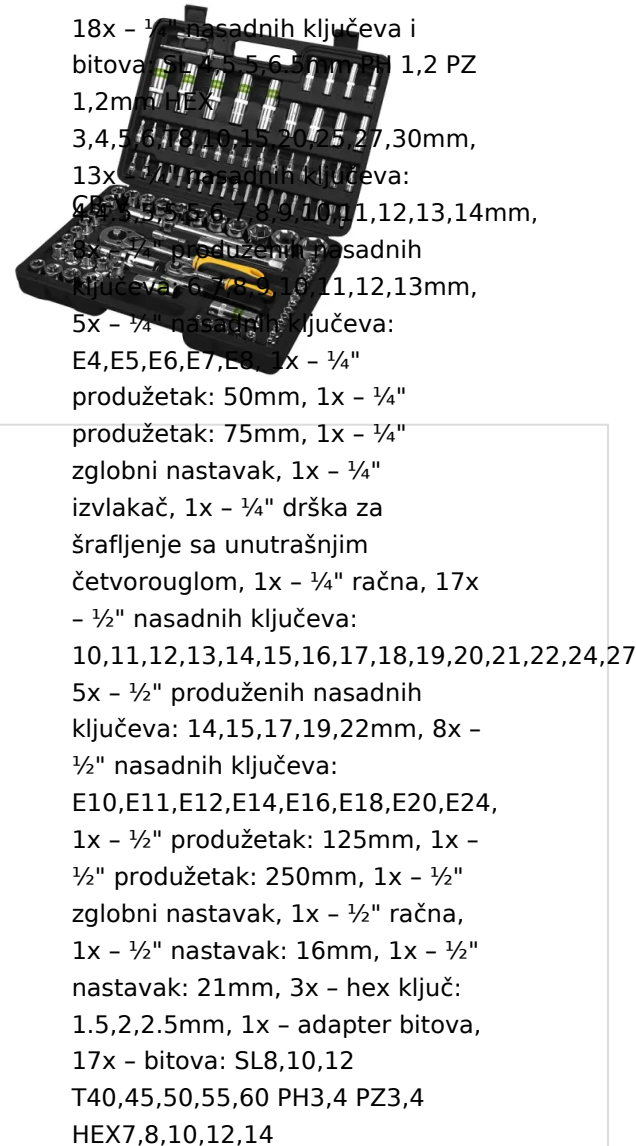 18x – ¼" nasadnih ključeva i
bitova: SL 4,5.5,6.5mm PH 1,2 PZ
1,2mm HEX
3,4,5,6,T8,10,15,20,25,27,30mm,
13x – ¼" nasadnih ključeva:
CR-V
4,4.5,5,5.5,6,7,8,9,10,11,12,13,14mm,
8x – ¼" produženih nasadnih
ključeva: 6,7,8,9,10,11,12,13mm,
5x – ¼" nasadnih ključeva:
E4,E5,E6,E7,E8, 1x – ¼"
produžetak: 50mm, 1x – ¼"
produžetak: 75mm, 1x – ¼"
zglobni nastavak, 1x – ¼"
izvlakač, 1x – ¼" drška za
šrafljenje sa unutrašnjim
četvorouglom, 1x – ¼" račna, 17x
– ½" nasadnih ključeva:
10,11,12,13,14,15,16,17,18,19,20,21,22,24,27
5x – ½" produženih nasadnih
ključeva: 14,15,17,19,22mm, 8x –
½" nasadnih ključeva:
E10,E11,E12,E14,E16,E18,E20,E24,
1x – ½" produžetak: 125mm, 1x –
½" produžetak: 250mm, 1x – ½"
zglobni nastavak, 1x – ½" račna,
1x – ½" nastavak: 16mm, 1x – ½"
nastavak: 21mm, 3x – hex ključ:
1.5,2,2.5mm, 1x – adapter bitova,
17x – bitova: SL8,10,12
T40,45,50,55,60 PH3,4 PZ3,4
HEX7,8,10,12,14